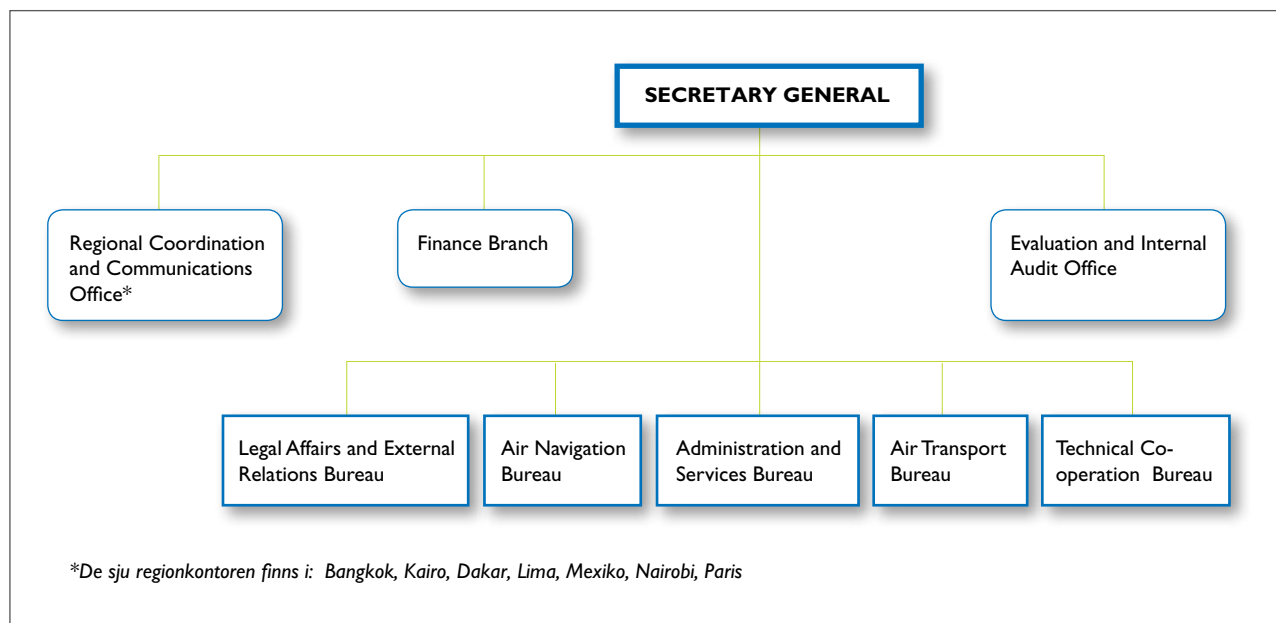 SECRETARY GENERAL
Regional Coordination
and Communications
Office*
Finance Branch
Evaluation and Internal
Audit Office
Legal Affairs and External
Relations Bureau
Air Navigation
Bureau
Administration and
Services Bureau
Air Transport
Bureau
Technical Co-
operation Bureau
*De sju regionkontoren finns i: Bangkok, Kairo, Dakar, Lima, Mexiko, Nairobi, Paris